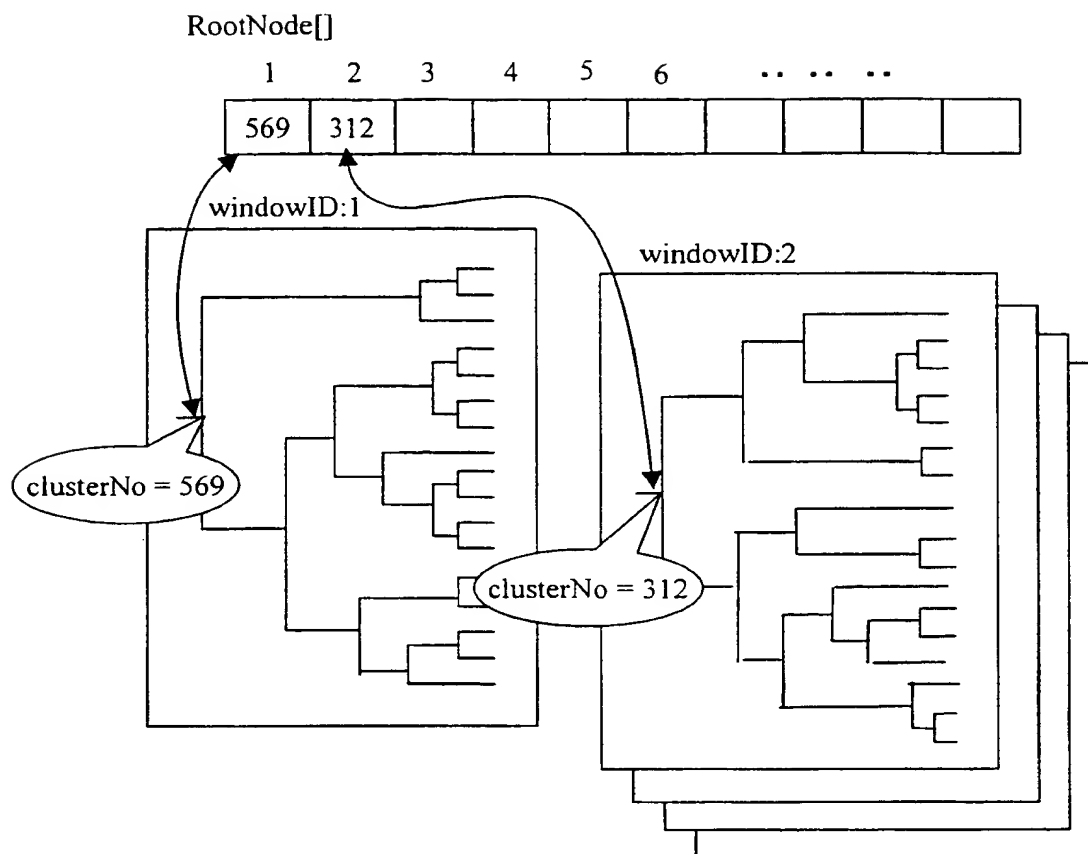 RootNode[]
1 2 3 4 5 6 .. .. ..
569 312
windowID:1
windowID:2
clusterNo = 569
clusterNo = 312